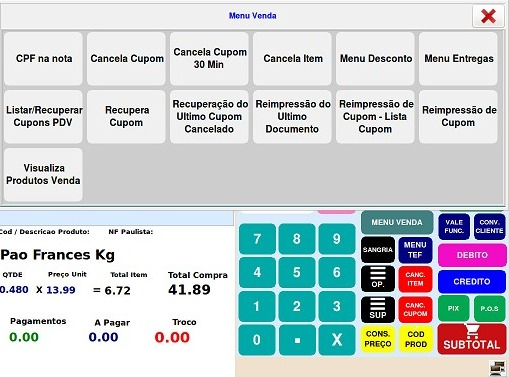 Menu Venda
CPF na nota
Cancela Cupom
Cancela Cupom
30 Min
Cancela Item
Menu Desconto
Menu Entregas
Listar/Recuperar
Cupons PDV
Recupera
Cupom
Recuperação do
Ultimo Cupom
Cancelado
Reimpressão do
Ultimo
Documento
Reimpressão de
Cupom - Lista
Cupom
Reimpressão de
Cupom
Visualiza
Produtos Venda
Cod / Descricao Produto: NF Paulista:
Pao Frances Kg
QTDE Preço Unit Total Item Total Compra
0.480 X 13.99 = 6.72 41.89
Pagamentos A Pagar Troco
0.00 0.00 0.00
7 8 9
4 5 6
1 2 3
0 . X
MENU VENDA
SANGRIA
MENU
TEF
OP.
CANC.
ITEM
SUP
CANC.
CUPOM
CONS.
PREÇO
COD
PROD
VALE
FUNC.
CONV.
CLIENTE
DEBITO
CREDITO
PIX
P.O.S
SUBTOTAL